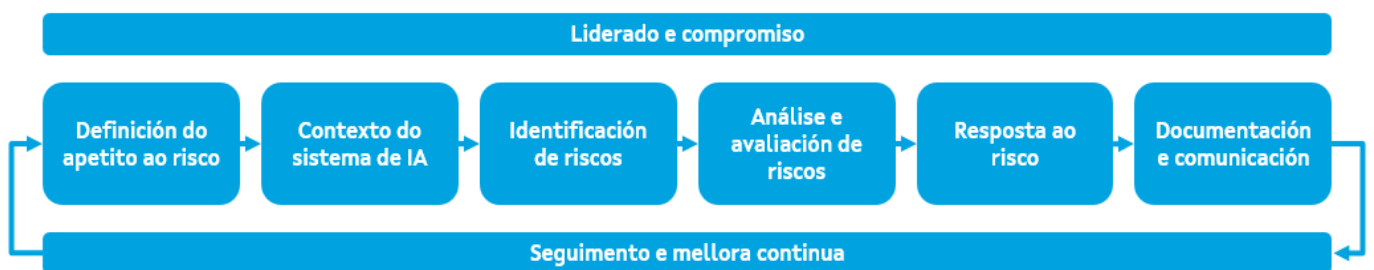 Liderado e compromiso
Definición do
apetito ao risco
Contexto do
sistema de IA
Identificación
de riscos
Análise e
avaliación de
riscos
Resposta ao
risco
Documentación
e comunicación
Seguimento e mellora continua